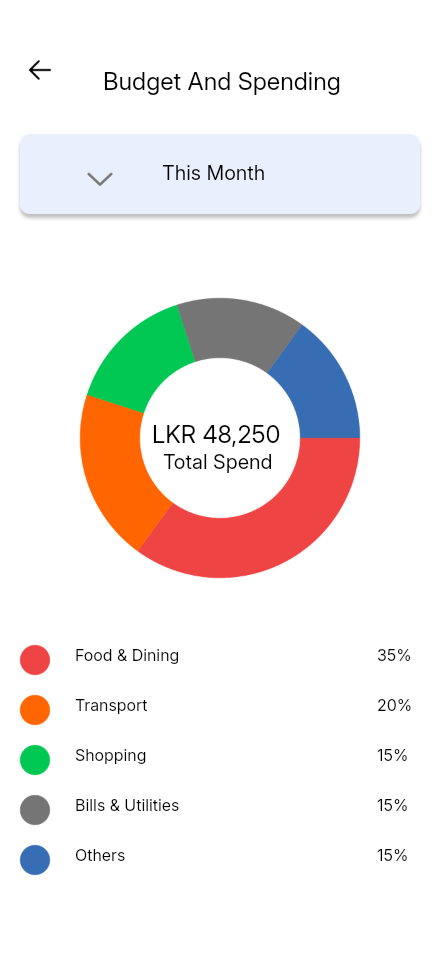 Budget And Spending
This Month
LKR 48,250
Total Spend
Food & Dining 35%
Transport 20%
Shopping 15%
Bills & Utilities 15%
Others 15%